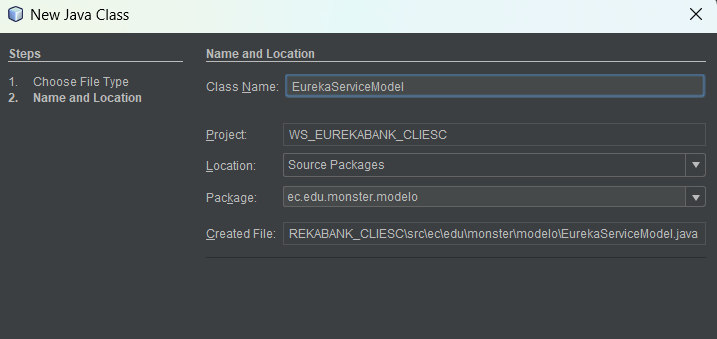 New Java Class
Steps
1. Choose File Type
2. Name and Location
Name and Location
Class Name: EurekaServiceModel
Project: WS_EUREKABANK_CLIESC
Location: Source Packages
Package: ec.edu.monster.modelo
Created File: REKABANK_CLIESC\src\ec\edu\monster\modelo\EurekaServiceModel.java